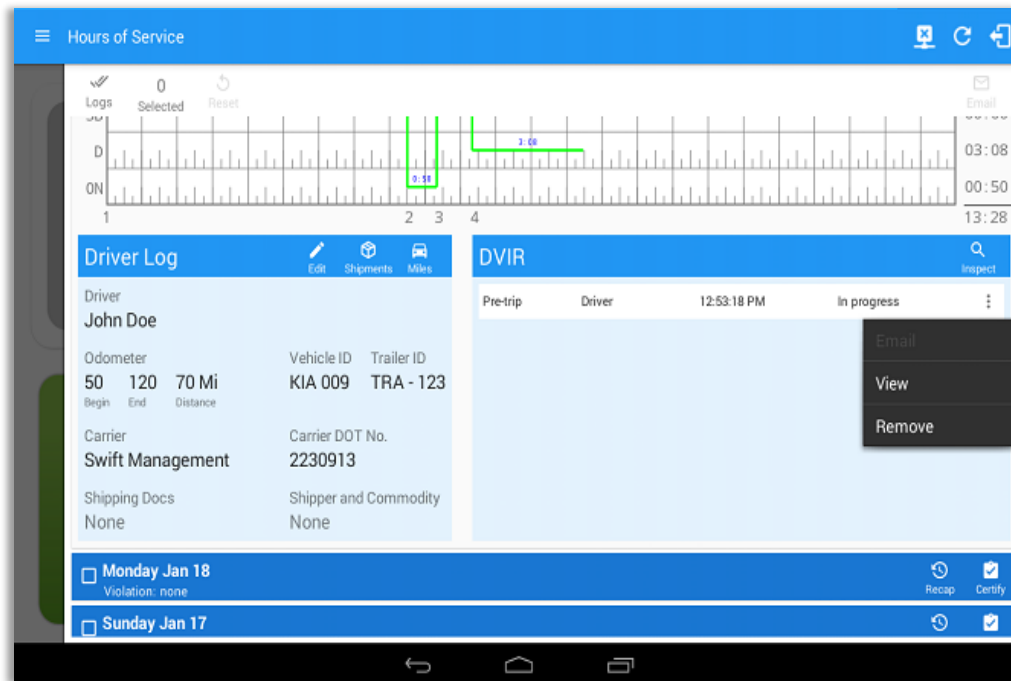 Hours of Service
Logs
0
Selected
Reset
Email
D
3:08
03:08
ON
0:50
00:50
1 2 3 4
13:28
Driver Log
Edit
Shipments
Miles
DVIR
Inspect
Driver
John Doe
Pre-trip Driver 12:53:18 PM In progress
Email
View
Remove
Odometer
50 120 70 Mi
Begin End Distance
Vehicle ID Trailer ID
KIA 009 TRA - 123
Carrier
Swift Management
Carrier DOT No.
2230913
Shipping Docs
None
Shipper and Commodity
None
Monday Jan 18
Violation: none
Recap
Certify
Sunday Jan 17